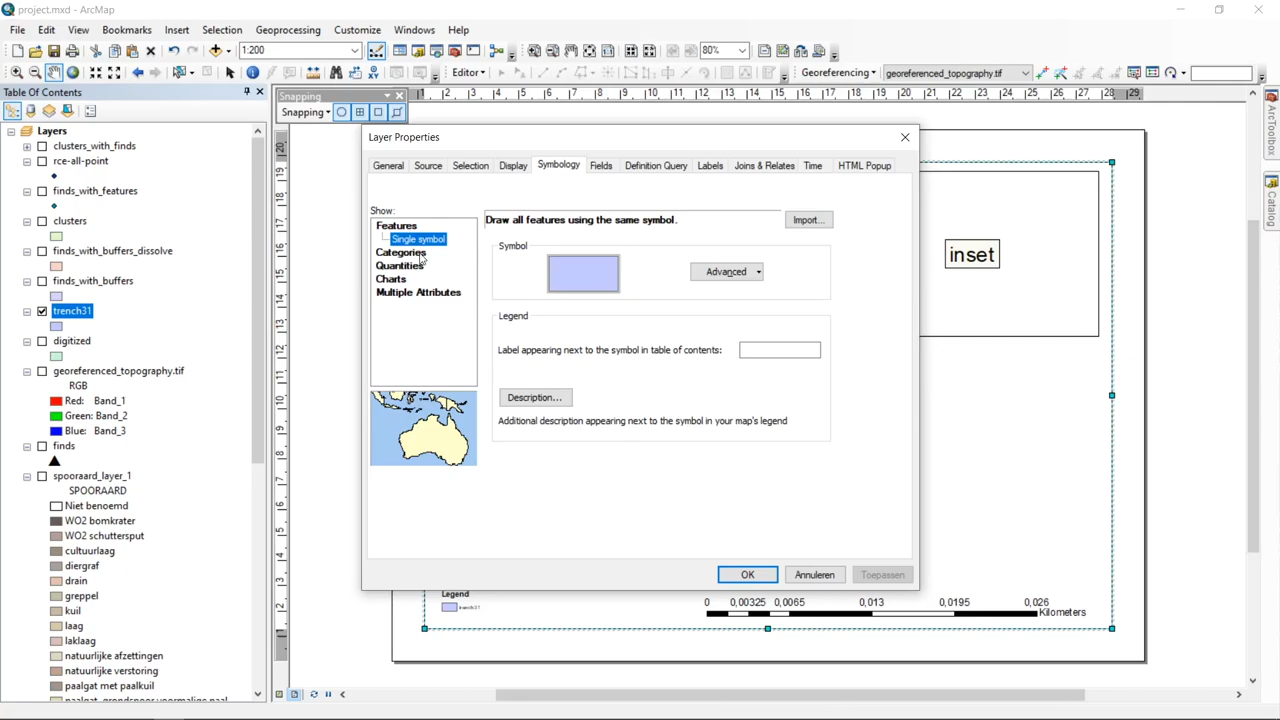 project.mxd - ArcMap
File Edit View Bookmarks Insert Selection Geoprocessing Customize Windows Help
1:200
80%
Editor
Georeferencing
georeferenced_topography.tif
Table Of Contents
Layers
clusters_with_finds
rce-all-point
finds_with_features
clusters
finds_with_buffers_dissolve
finds_with_buffers
trench31
digitized
georeferenced_topography.tif
RGB
Red: Band_1
Green: Band_2
Blue: Band_3
finds
spooraard_layer_1
SPOORAARD
Niet benoemd
WO2 bomkrater
WO2 schuttersput
cultuurlaag
diergraf
drain
greppel
kuil
laag
laklaag
natuurlijke afzettingen
natuurlijke verstoring
paalgat met paalkuil
Snapping
Snapping
Layer Properties
General Source Selection Display Symbology Fields Definition Query Labels Joins & Relates Time HTML Popup
Show:
Features
Single symbol
Categories
Quantities
Charts
Multiple Attributes
Draw all features using the same symbol.
Import...
Symbol
Advanced
Legend
Label appearing next to the symbol in table of contents:
Description...
Additional description appearing next to the symbol in your map's legend
OK
Annuleren
Toepassen
inset
Legend
trench31
0 0,00325 0,0065 0,013 0,0195 0,026
Kilometers
ArcToolbox
Catalog